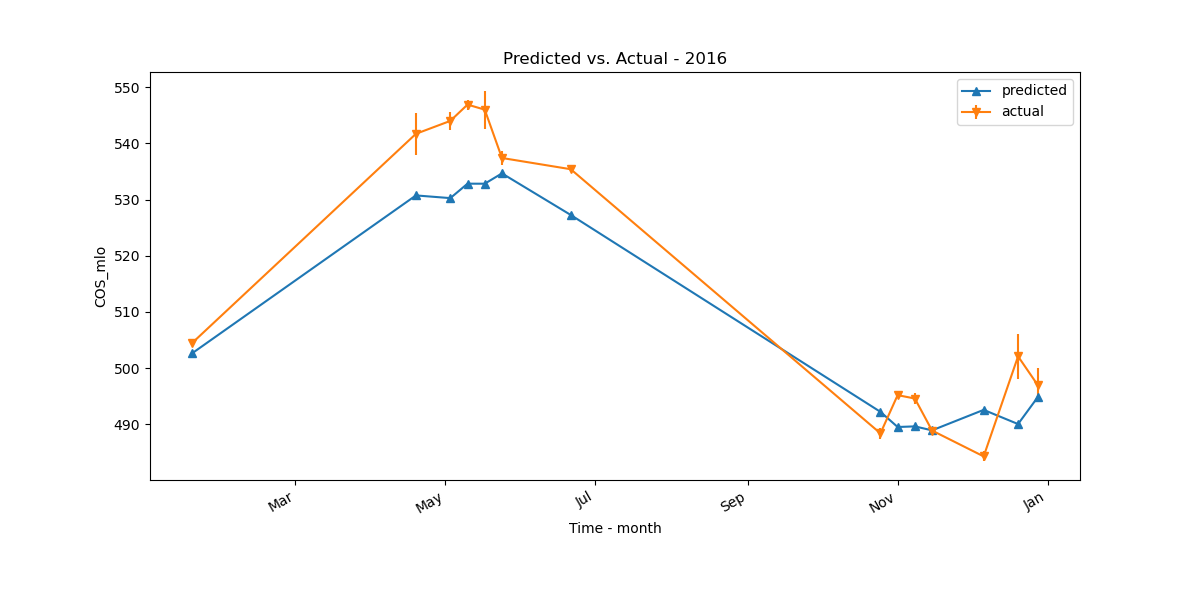 Predicted vs. Actual - 2016
predicted
actual
COS_mlo
550
540
530
520
510
500
490
Mar
May
Jul
Sep
Nov
Jan
Time - month